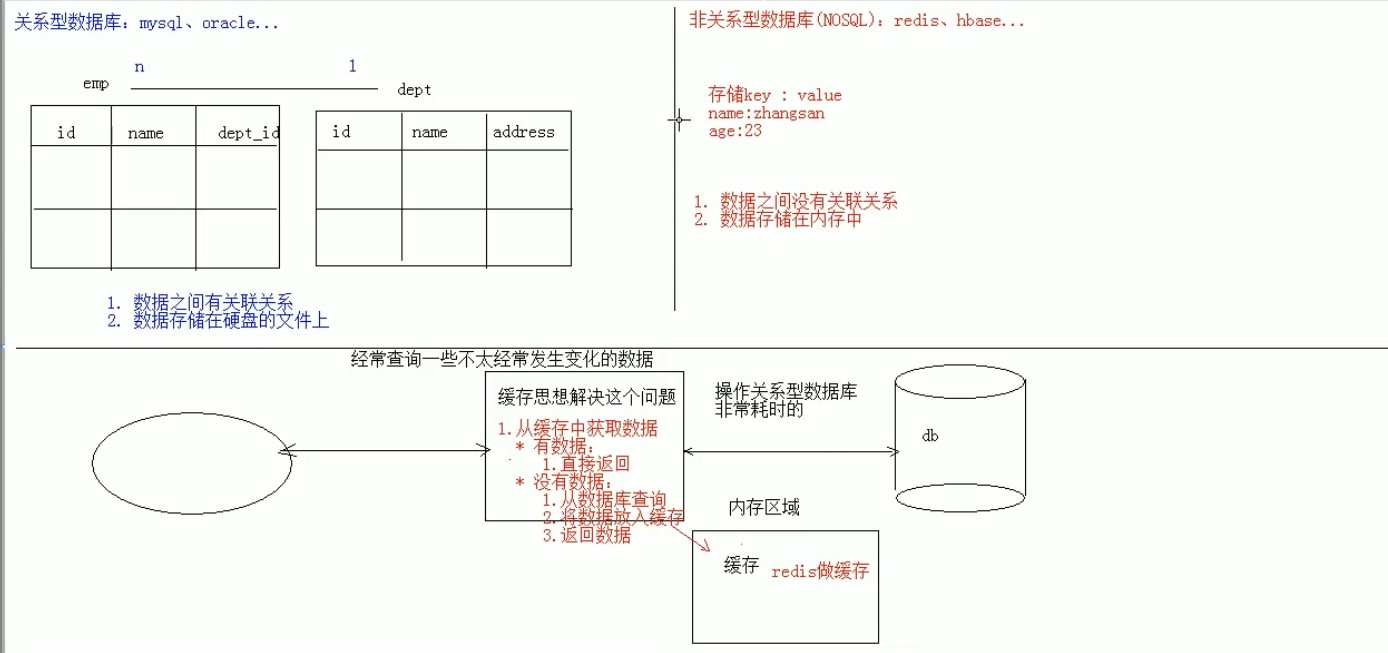 关系型数据库：mysql、oracle...
n 1
emp dept
id name dept_id
id name address
1. 数据之间有关联关系
2. 数据存储在硬盘的文件上
非关系型数据库(NOSQL)：redis、hbase...
存储key : value
name:zhangsan
age:23
1. 数据之间没有关联关系
2. 数据存储在内存中
经常查询一些不太经常发生变化的数据
缓存思想解决这个问题
1.从缓存中获取数据
* 有数据：
1.直接返回
* 没有数据：
1.从数据库查询
2.将数据放入缓存
3.返回数据
操作关系型数据库
非常耗时的
db
内存区域
缓存 redis做缓存